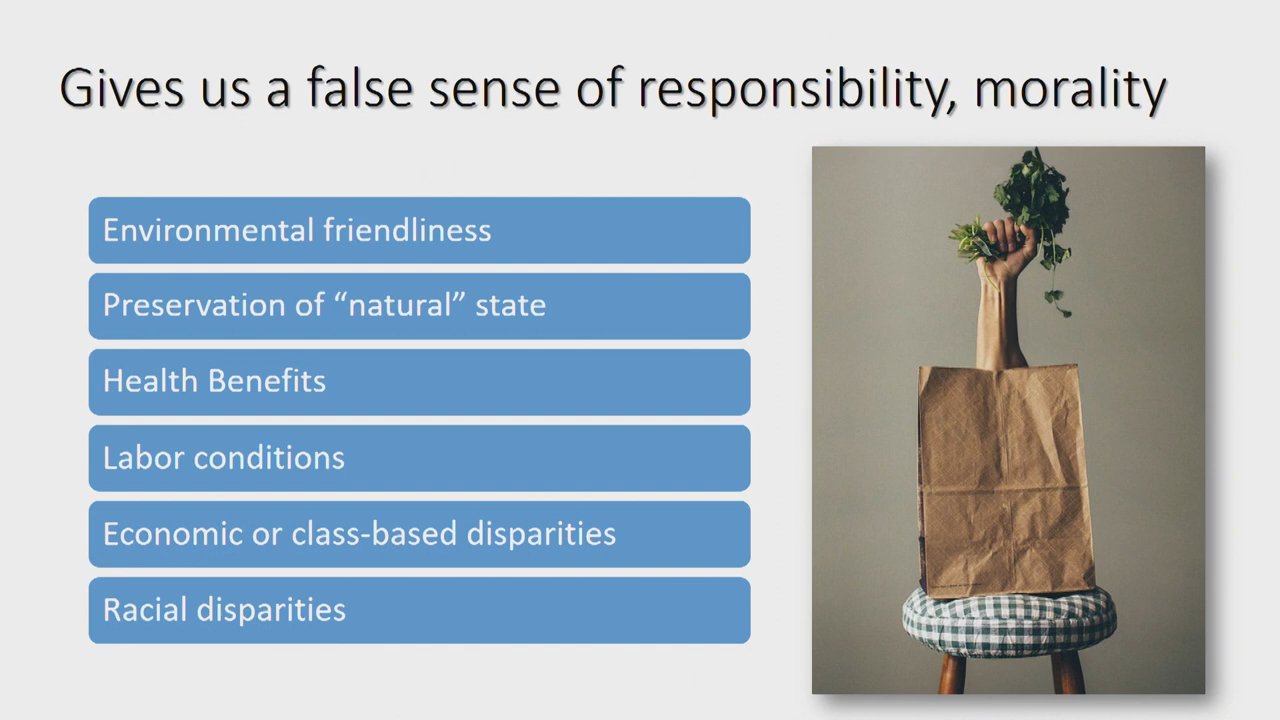 Gives us a false sense of responsibility, morality
Environmental friendliness
Preservation of “natural” state
Health Benefits
Labor conditions
Economic or class-based disparities
Racial disparities